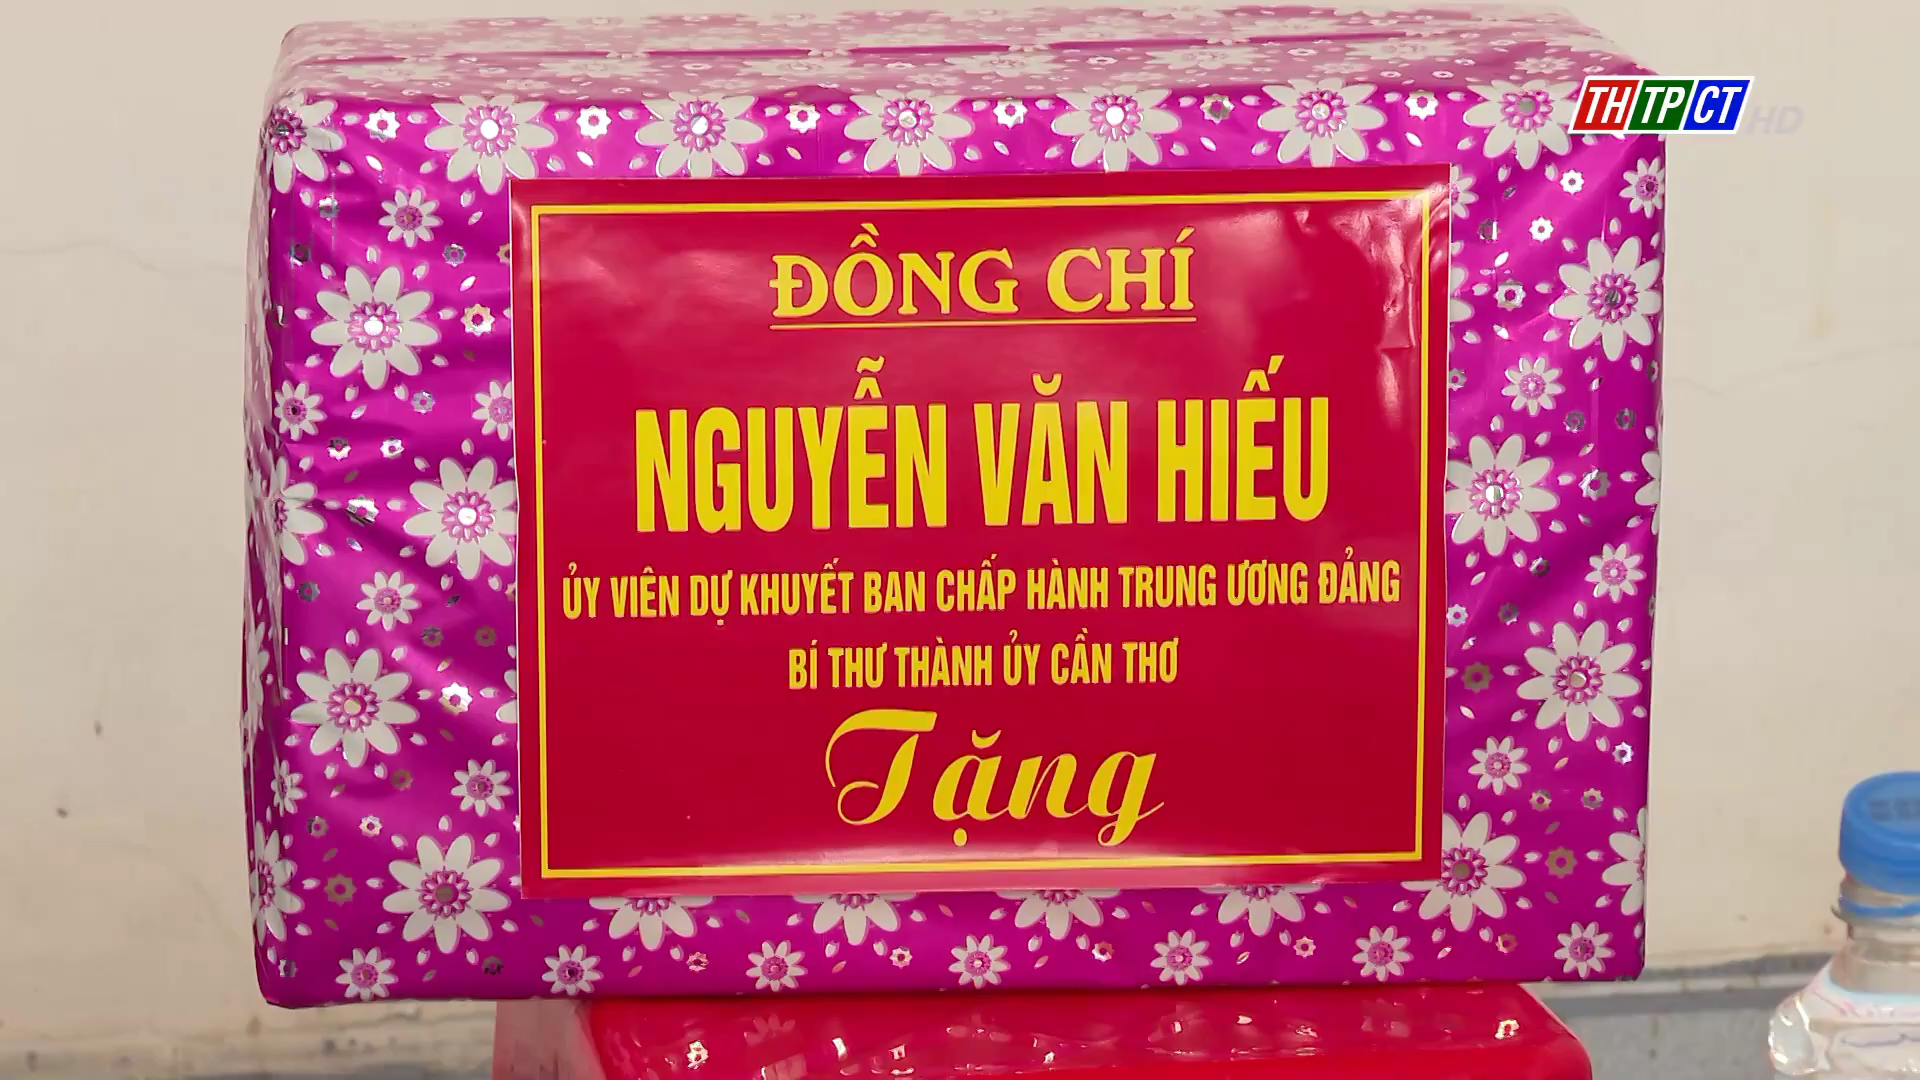 THTPCT HD
ĐỒNG CHÍ
NGUYỄN VĂN HIẾU
ỦY VIÊN DỰ KHUYẾT BAN CHẤP HÀNH TRUNG ƯƠNG ĐẢNG
BÍ THƯ THÀNH ỦY CẦN THƠ
Tặng